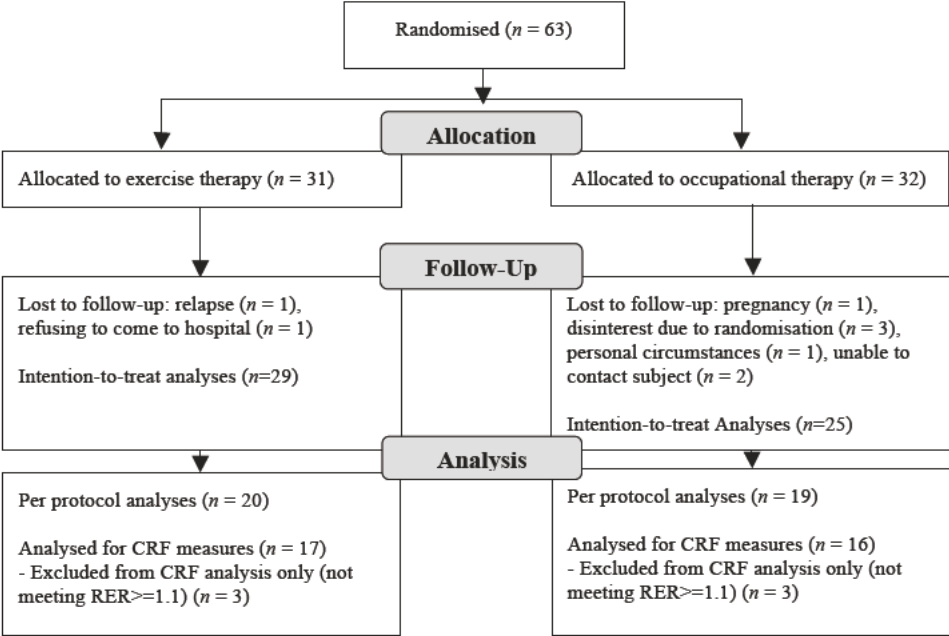 Randomised (n = 63)
Allocation
Allocated to exercise therapy (n = 31)
Allocated to occupational therapy (n = 32)
Follow-Up
Lost to follow-up: relapse (n = 1),
refusing to come to hospital (n = 1)
Intention-to-treat analyses (n=29)
Lost to follow-up: pregnancy (n = 1),
disinterest due to randomisation (n = 3),
personal circumstances (n = 1), unable to
contact subject (n = 2)
Intention-to-treat Analyses (n=25)
Analysis
Per protocol analyses (n = 20)
Analysed for CRF measures (n = 17)
- Excluded from CRF analysis only (not
meeting RER>=1.1) (n = 3)
Per protocol analyses (n = 19)
Analysed for CRF measures (n = 16)
- Excluded from CRF analysis only (not
meeting RER>=1.1) (n = 3)